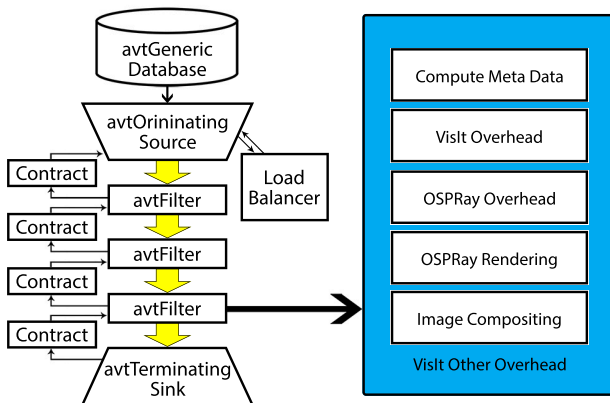 avtGeneric
Database
avtOrininating
Source
Contract
Load
Balancer
avtFilter
Contract
avtFilter
Contract
avtFilter
Contract
avtTerminating
Sink
Compute Meta Data
VisIt Overhead
OSPRay Overhead
OSPRay Rendering
Image Compositing
VisIt Other Overhead